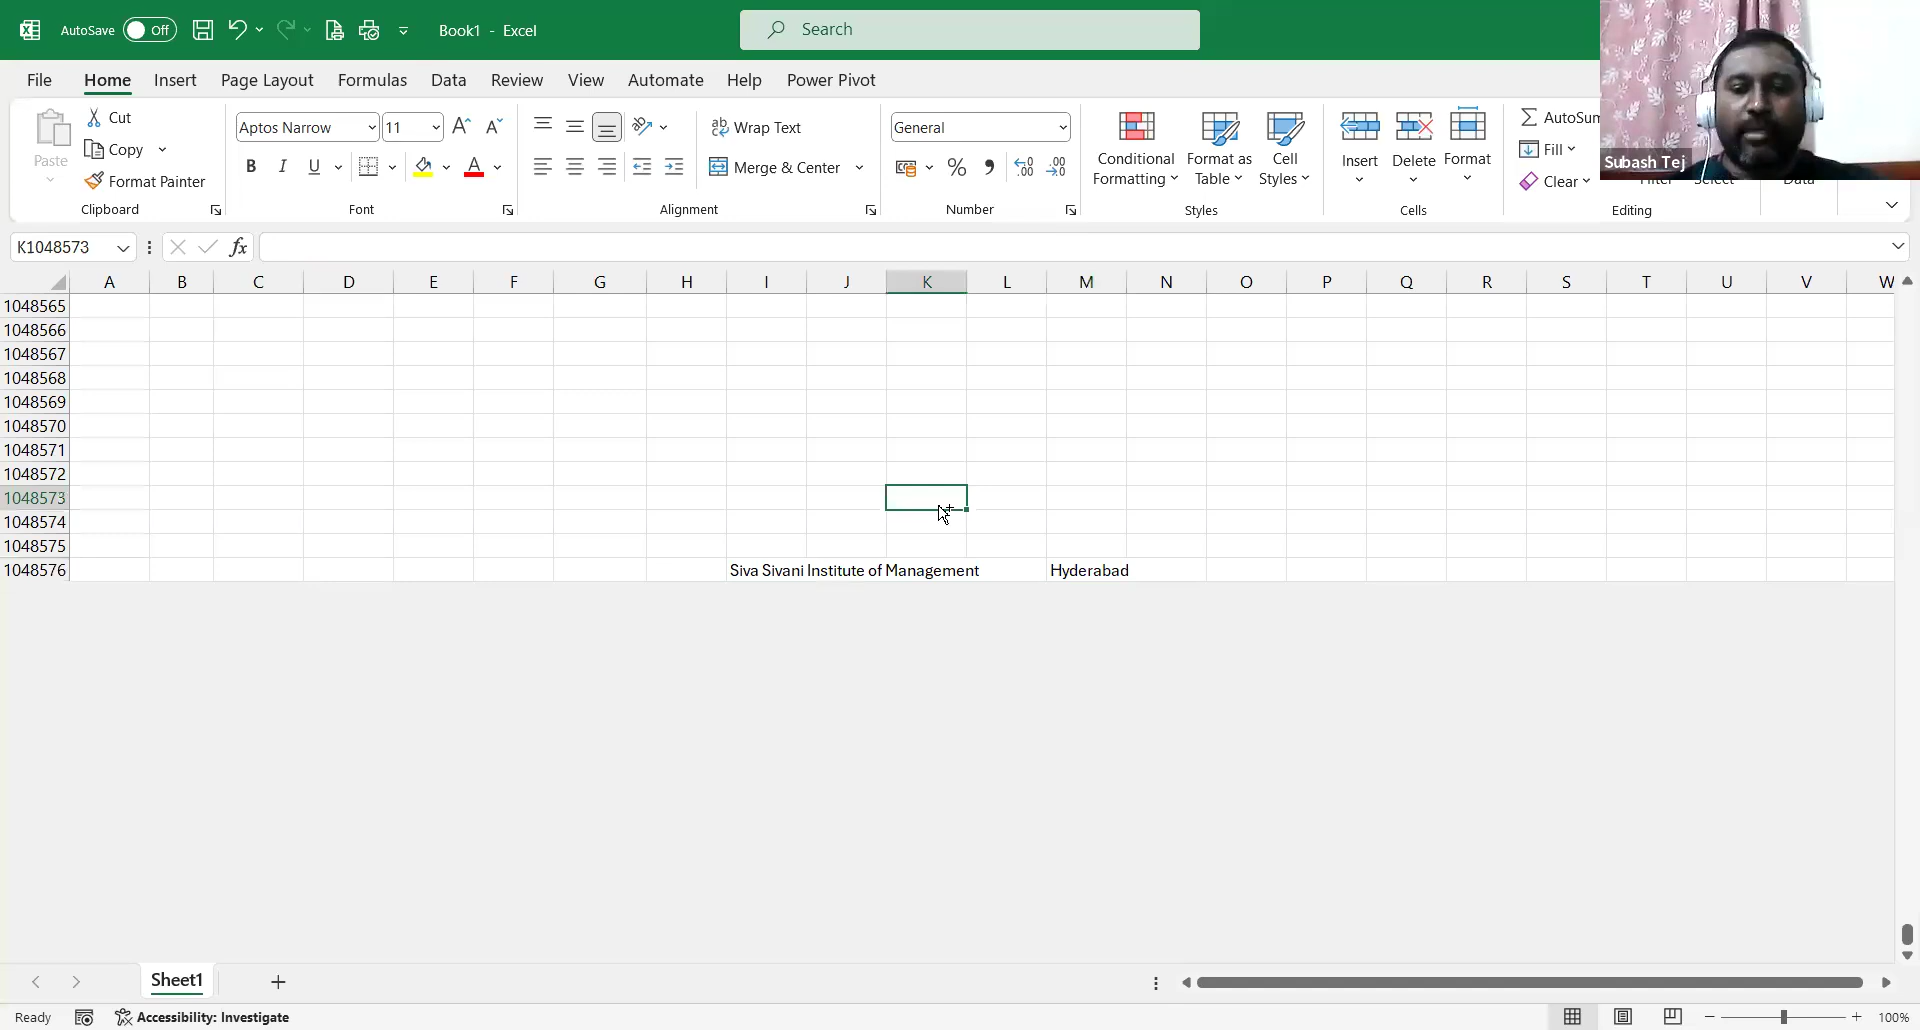 AutoSave Off Book1 - Excel Search
File Home Insert Page Layout Formulas Data Review View Automate Help Power Pivot
Paste
Cut
Copy
Format Painter
Clipboard
Aptos Narrow 11
B I U
Font
Wrap Text
Merge & Center
Alignment
General
Number
Conditional Formatting
Format as Table
Cell Styles
Styles
Insert
Delete
Format
Cells
AutoSum
Fill
Clear
Editing
Subash Tej
K1048573 fx
A B C D E F G H I J K L M N O P Q R S T U V W
1048565
1048566
1048567
1048568
1048569
1048570
1048571
1048572
1048573
1048574
1048575
1048576 Siva Sivani Institute of Management Hyderabad
Sheet1
Ready Accessibility: Investigate 100%